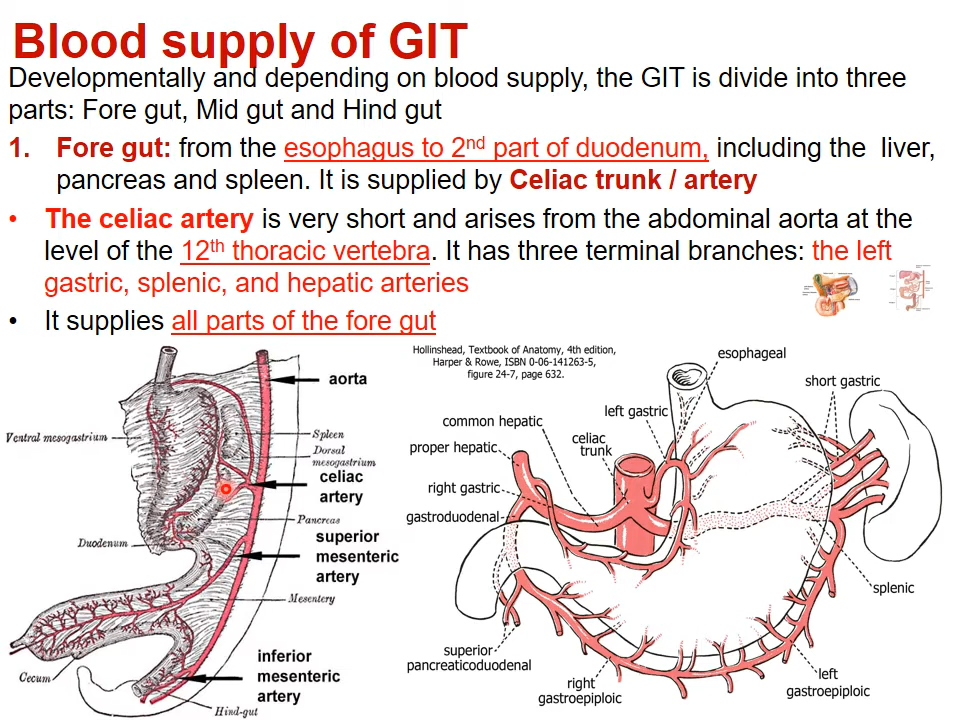 Blood supply of GIT
Developmentally and depending on blood supply, the GIT is divide into three
parts: Fore gut, Mid gut and Hind gut
1. Fore gut: from the esophagus to 2nd part of duodenum, including the liver,
pancreas and spleen. It is supplied by Celiac trunk / artery
• The celiac artery is very short and arises from the abdominal aorta at the
level of the 12th thoracic vertebra. It has three terminal branches: the left
gastric, splenic, and hepatic arteries
• It supplies all parts of the fore gut
aorta
Ventral mesogastrium
Spleen
Dorsal
mesogastrium
celiac
artery
Pancreas
Duodenum
superior
mesenteric
artery
Mesentery
inferior
mesenteric
artery
Cecum
Hind-gut
Hollinshead, Textbook of Anatomy, 4th edition,
Harper & Rowe, ISBN 0-06-141263-5,
figure 24-7, page 632.
esophageal
short gastric
left gastric
common hepatic
celiac
trunk
proper hepatic
right gastric
gastroduodenal
splenic
superior
pancreaticoduodenal
right
gastroepiploic
left
gastroepiploic